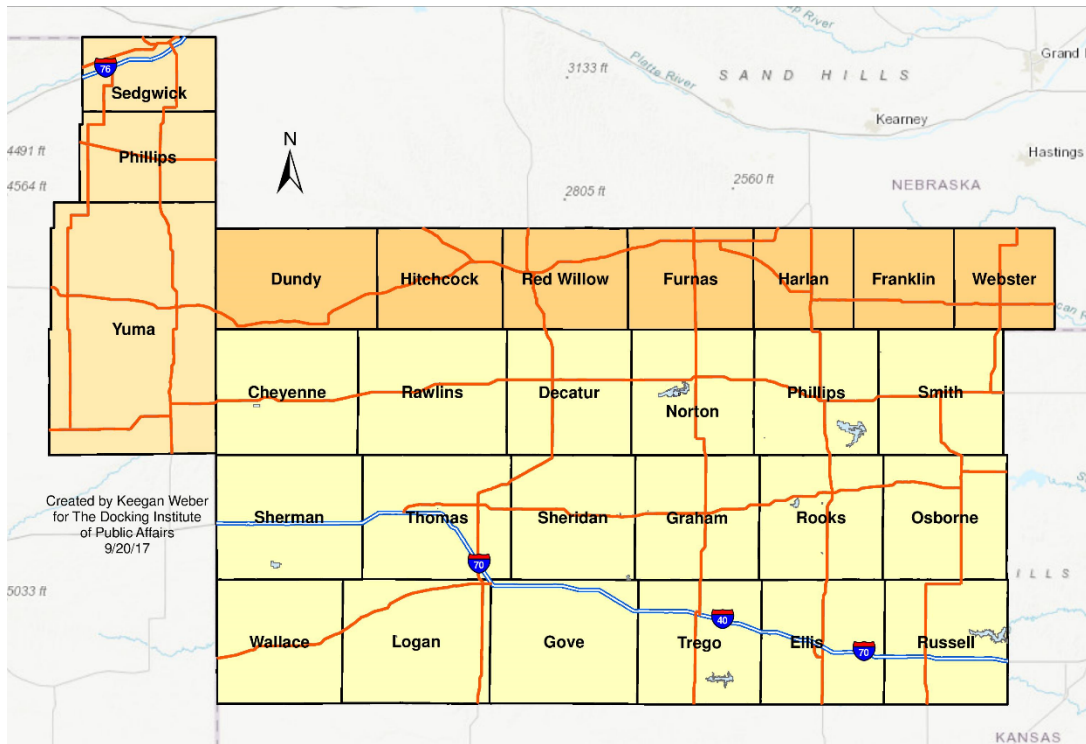 Platte River
3133 ft
SAND HILLS
Kearney
Hastings
NEBRASKA
2805 ft
2560 ft
4491 ft
4564 ft
N
76
Sedgwick
Phillips
Yuma
Dundy
Hitchcock
Red Willow
Furnas
Harlan
Franklin
Webster
Cheyenne
Rawlins
Decatur
Norton
Phillips
Smith
Created by Keegan Weber
for The Docking Institute
of Public Affairs
9/20/17
Sherman
Thomas
Sheridan
Graham
Rooks
Osborne
70
5033 ft
ILLS
Wallace
Logan
Gove
Trego
40
Ellis
70
Russell
KANSAS